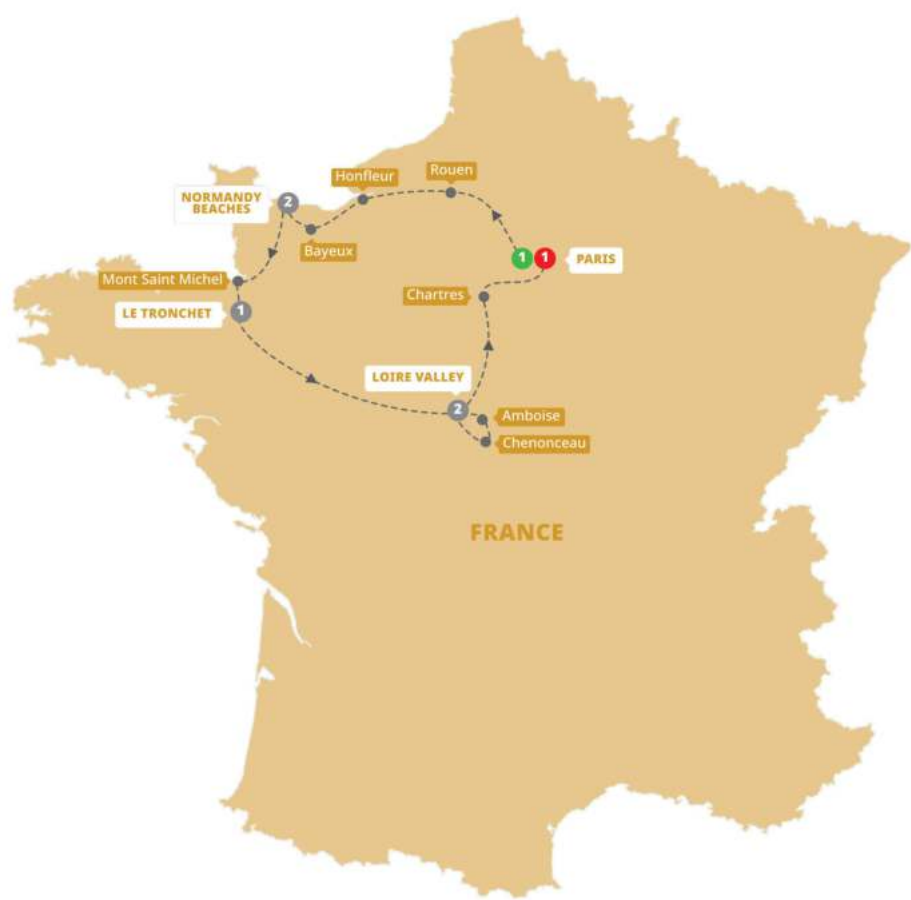 Honfleur
Rouen
NORMANDY
BEACHES
2
Bayeux
1
1
PARIS
Mont Saint Michel
Chartres
LE TRONCHET
1
LOIRE VALLEY
2
Amboise
Chenonceau
FRANCE